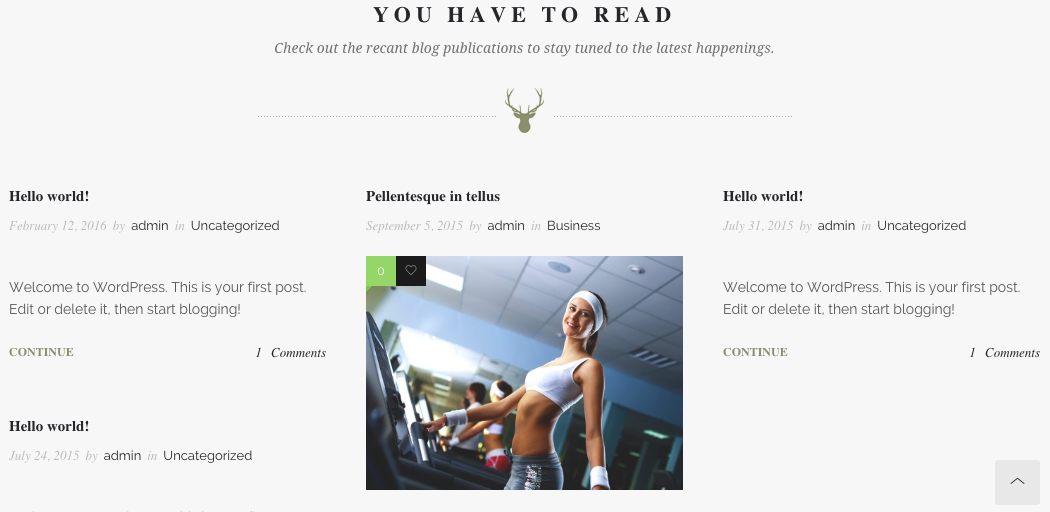 YOU HAVE TO READ
Check out the recant blog publications to stay tuned to the latest happenings.
Hello world!
February 12, 2016 by admin in Uncategorized
Welcome to WordPress. This is your first post.
Edit or delete it, then start blogging!
CONTINUE
1 Comments
Hello world!
July 24, 2015 by admin in Uncategorized
Pellentesque in tellus
September 5, 2015 by admin in Business
0
Hello world!
July 31, 2015 by admin in Uncategorized
Welcome to WordPress. This is your first post.
Edit or delete it, then start blogging!
CONTINUE
1 Comments